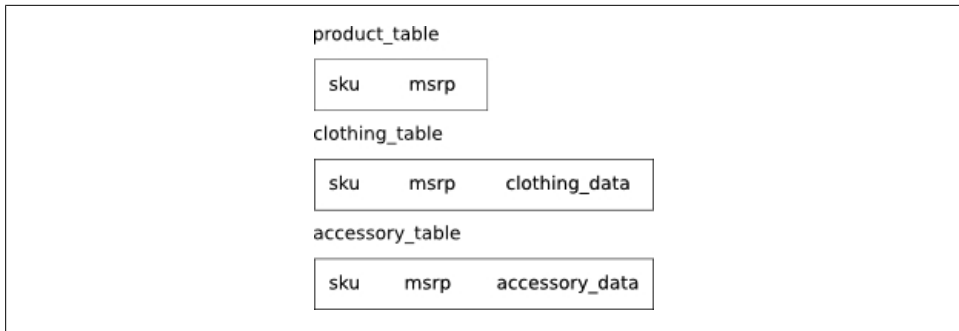 product_table
sku msrp
clothing_table
sku msrp clothing_data
accessory_table
sku msrp accessory_data